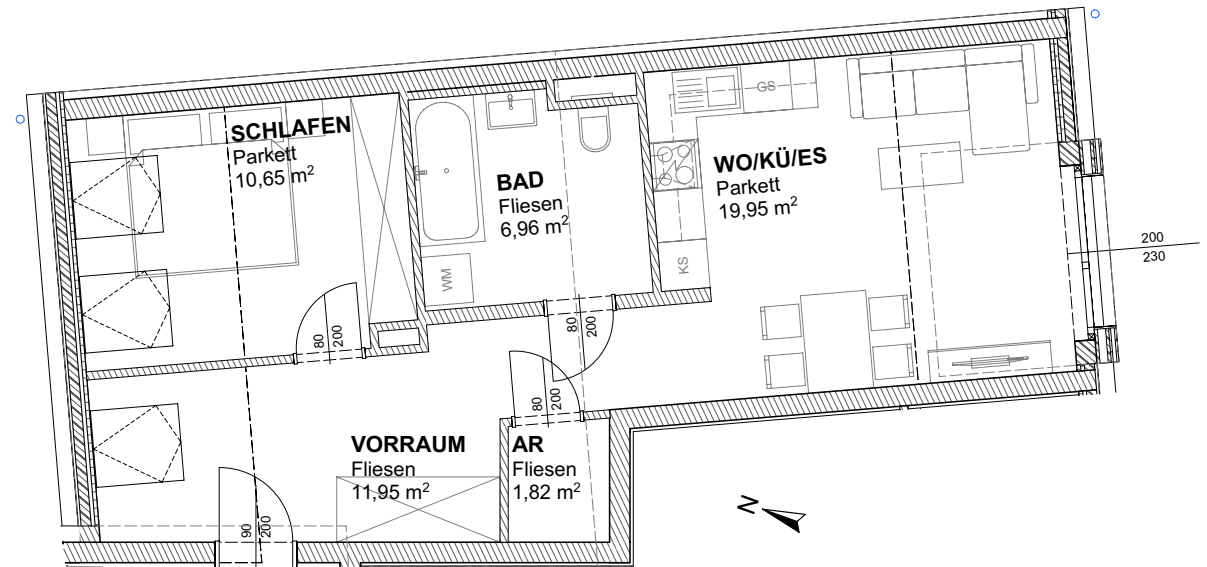 SCHLAFEN
Parkett
10,65 m²
BAD
Fliesen
6,96 m²
WM
GS
KS
WO/KÜ/ES
Parkett
19,95 m²
200
230
80
200
80
200
80
200
VORRAUM
Fliesen
11,95 m²
AR
Fliesen
1,82 m²
90
200
N